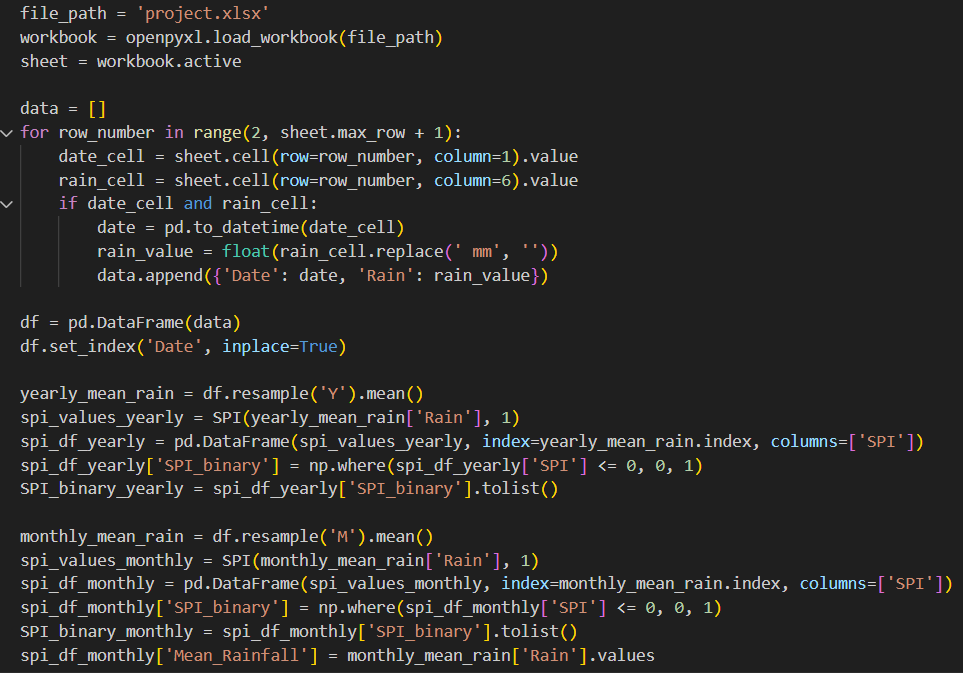 file_path = 'project.xlsx'
workbook = openpyxl.load_workbook(file_path)
sheet = workbook.active

data = []
for row_number in range(2, sheet.max_row + 1):
    date_cell = sheet.cell(row=row_number, column=1).value
    rain_cell = sheet.cell(row=row_number, column=6).value
    if date_cell and rain_cell:
        date = pd.to_datetime(date_cell)
        rain_value = float(rain_cell.replace(' mm', ''))
        data.append({'Date': date, 'Rain': rain_value})

df = pd.DataFrame(data)
df.set_index('Date', inplace=True)

yearly_mean_rain = df.resample('Y').mean()
spi_values_yearly = SPI(yearly_mean_rain['Rain'], 1)
spi_df_yearly = pd.DataFrame(spi_values_yearly, index=yearly_mean_rain.index, columns=['SPI'])
spi_df_yearly['SPI_binary'] = np.where(spi_df_yearly['SPI'] <= 0, 0, 1)
SPI_binary_yearly = spi_df_yearly['SPI_binary'].tolist()

monthly_mean_rain = df.resample('M').mean()
spi_values_monthly = SPI(monthly_mean_rain['Rain'], 1)
spi_df_monthly = pd.DataFrame(spi_values_monthly, index=monthly_mean_rain.index, columns=['SPI'])
spi_df_monthly['SPI_binary'] = np.where(spi_df_monthly['SPI'] <= 0, 0, 1)
SPI_binary_monthly = spi_df_monthly['SPI_binary'].tolist()
spi_df_monthly['Mean_Rainfall'] = monthly_mean_rain['Rain'].values